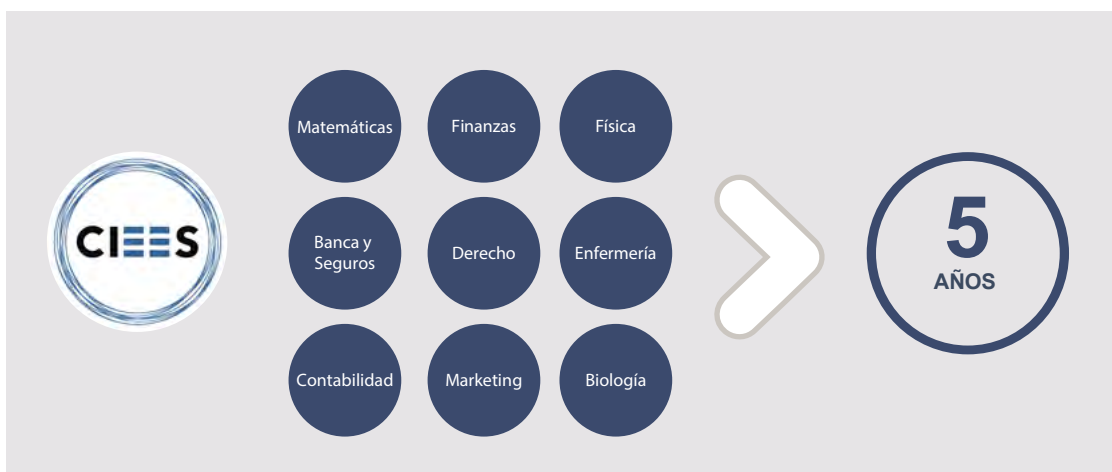 CIEES
Matemáticas
Finanzas
Física
Banca y
Seguros
Derecho
Enfermería
Contabilidad
Marketing
Biología
5
AÑOS